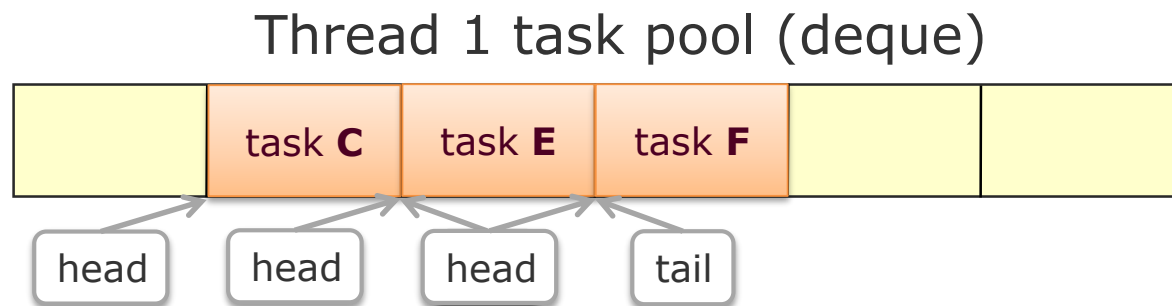 Thread 1 task pool (deque)
task C task E task F
head head head tail